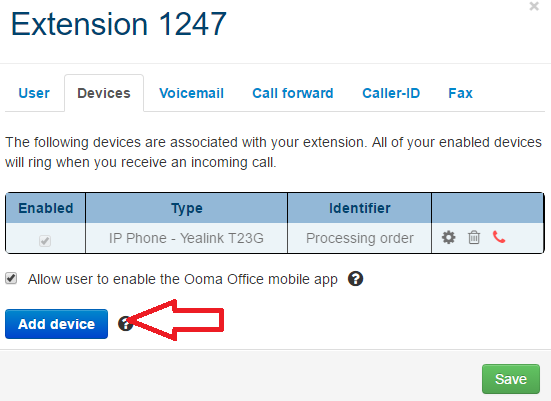 Extension 1247
User Devices Voicemail Call forward Caller-ID Fax
The following devices are associated with your extension. All of your enabled devices
will ring when you receive an incoming call.
Enabled Type Identifier
IP Phone - Yealink T23G Processing order
Allow user to enable the Ooma Office mobile app ?
Add device ?
Save